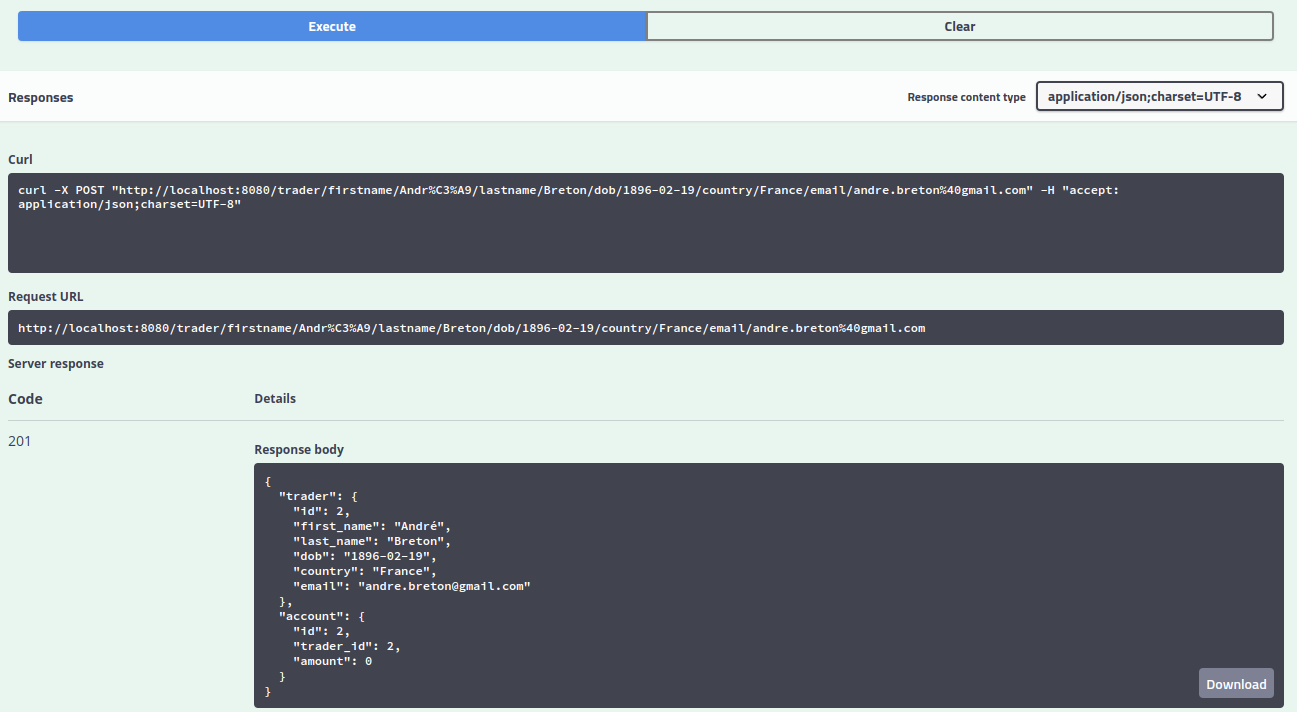 Execute
Clear
Responses
Response content type
application/json;charset=UTF-8
Curl
curl -X POST "http://localhost:8080/trader/firstname/Andr%C3%A9/lastname/Breton/dob/1896-02-19/country/France/email/andre.breton%40gmail.com" -H "accept:
application/json;charset=UTF-8"
Request URL
http://localhost:8080/trader/firstname/Andr%C3%A9/lastname/Breton/dob/1896-02-19/country/France/email/andre.breton%40gmail.com
Server response
Code
Details
201
Response body
{
  "trader": {
    "id": 2,
    "first_name": "André",
    "last_name": "Breton",
    "dob": "1896-02-19",
    "country": "France",
    "email": "andre.breton@gmail.com"
  },
  "account": {
    "id": 2,
    "trader_id": 2,
    "amount": 0
  }
}
Download